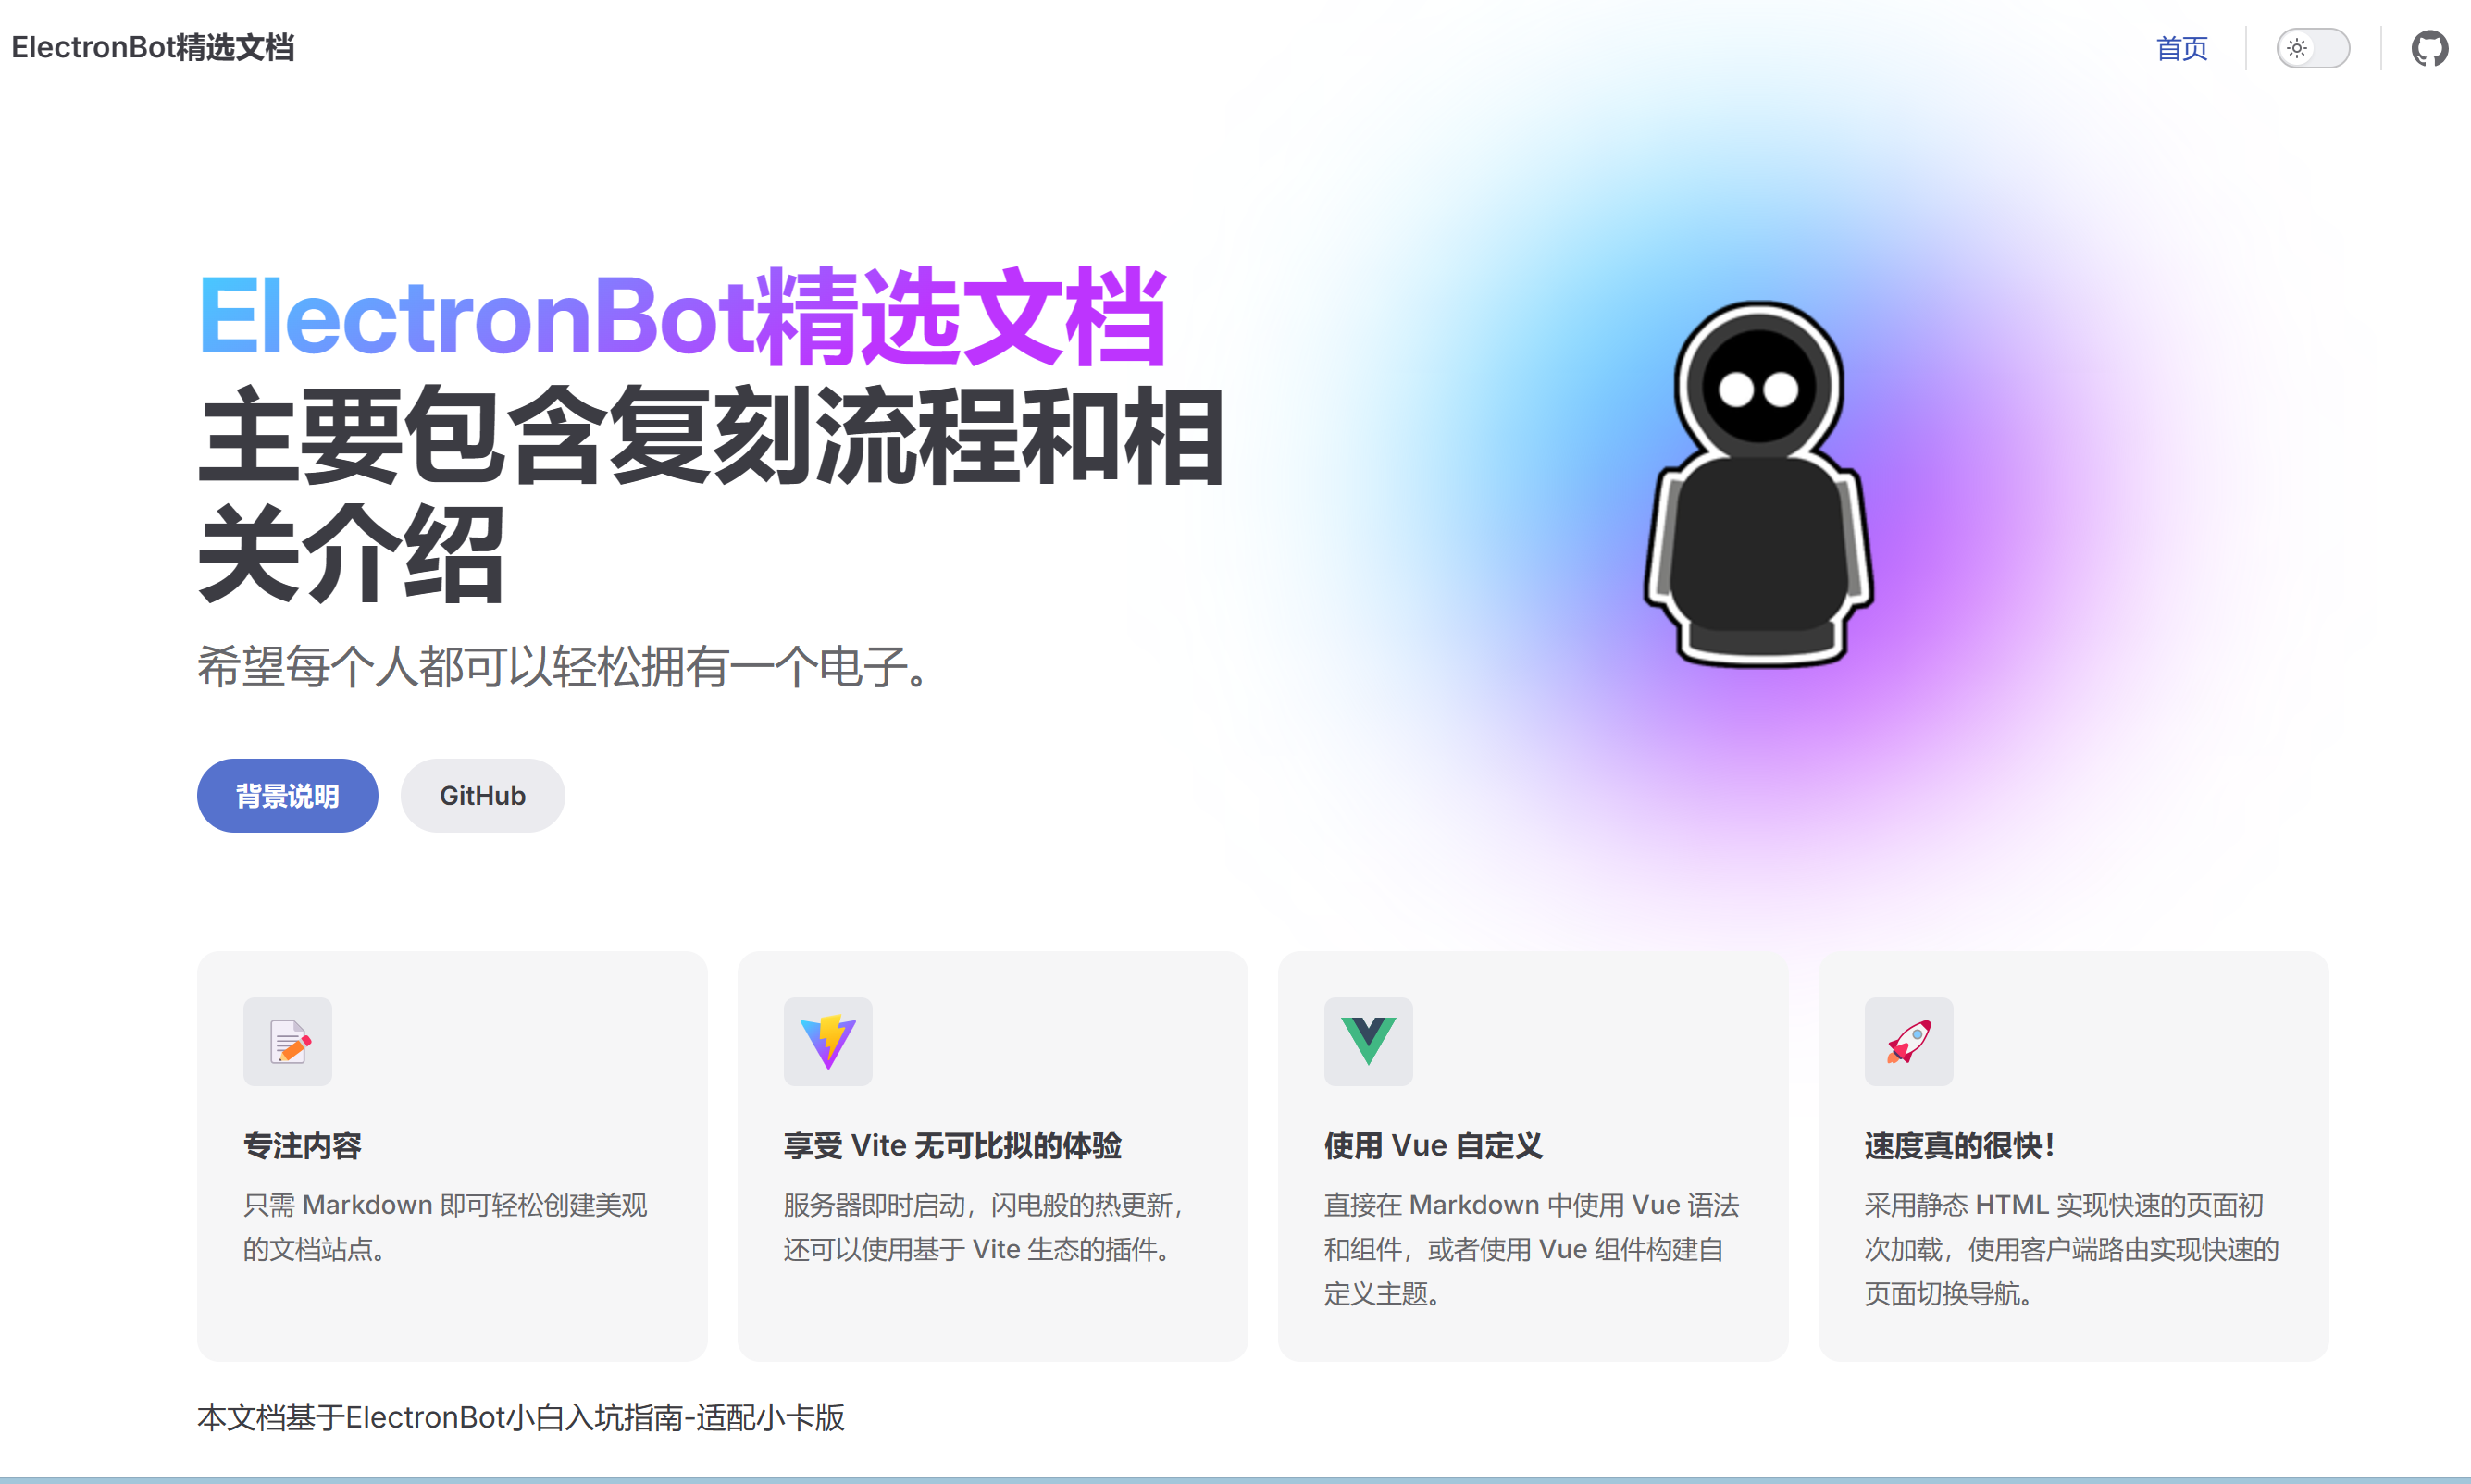 ElectronBot精选文档
首页
ElectronBot精选文档
主要包含复刻流程和相
关介绍
希望每个人都可以轻松拥有一个电子。
背景说明
GitHub
专注内容
只需 Markdown 即可轻松创建美观
的文档站点。
享受 Vite 无可比拟的体验
服务器即时启动，闪电般的热更新，
还可以使用基于 Vite 生态的插件。
使用 Vue 自定义
直接在 Markdown 中使用 Vue 语法
和组件，或者使用 Vue 组件构建自
定义主题。
速度真的很快！
采用静态 HTML 实现快速的页面初
次加载，使用客户端路由实现快速的
页面切换导航。
本文档基于ElectronBot小白入坑指南-适配小卡版